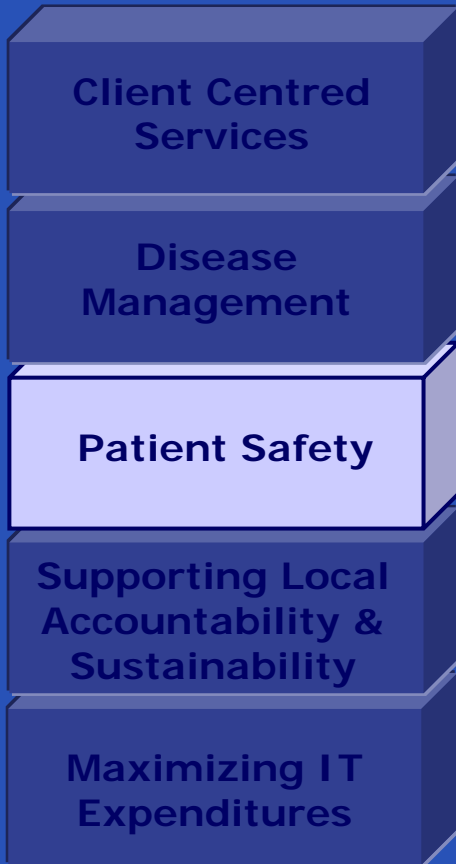 Client Centred
Services
Disease
Management
Patient Safety
Supporting Local
Accountability &
Sustainability
Maximizing IT
Expenditures